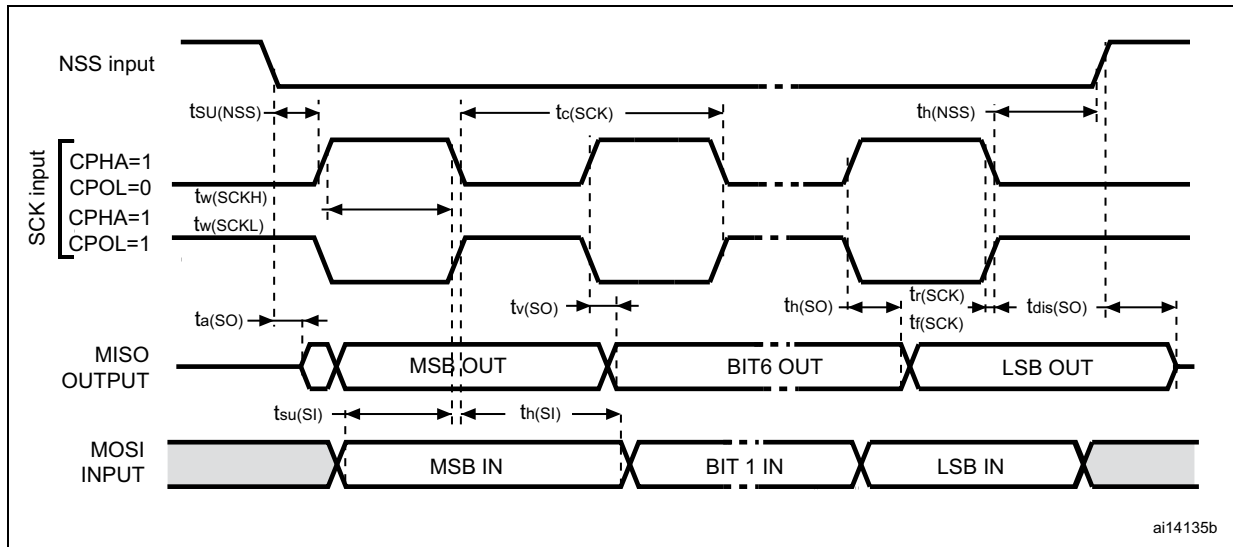 NSS input
tSU(NSS)
tc(SCK)
th(NSS)
SCK input
CPHA=1
CPOL=0
tw(SCKH)
CPHA=1
tw(SCKL)
CPOL=1
ta(SO)
tv(SO)
th(SO)
tr(SCK)
tf(SCK)
tdis(SO)
MISO
OUTPUT
MSB OUT
BIT6 OUT
LSB OUT
tsu(SI)
th(SI)
MOSI
INPUT
MSB IN
BIT 1 IN
LSB IN
ai14135b